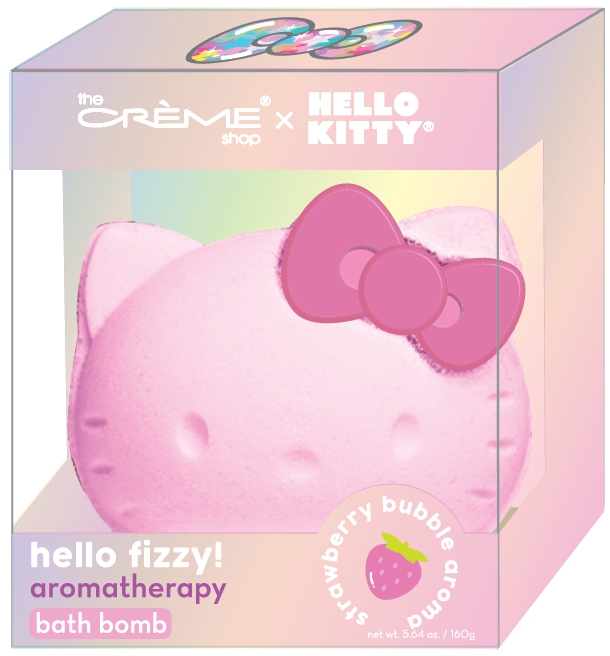 the
CRÈME®
shop
x
HELLO
KITTY®
strawberry bubble aroma
hello fizzy!
aromatherapy
bath bomb
net wt. 5.64 oz. / 160g